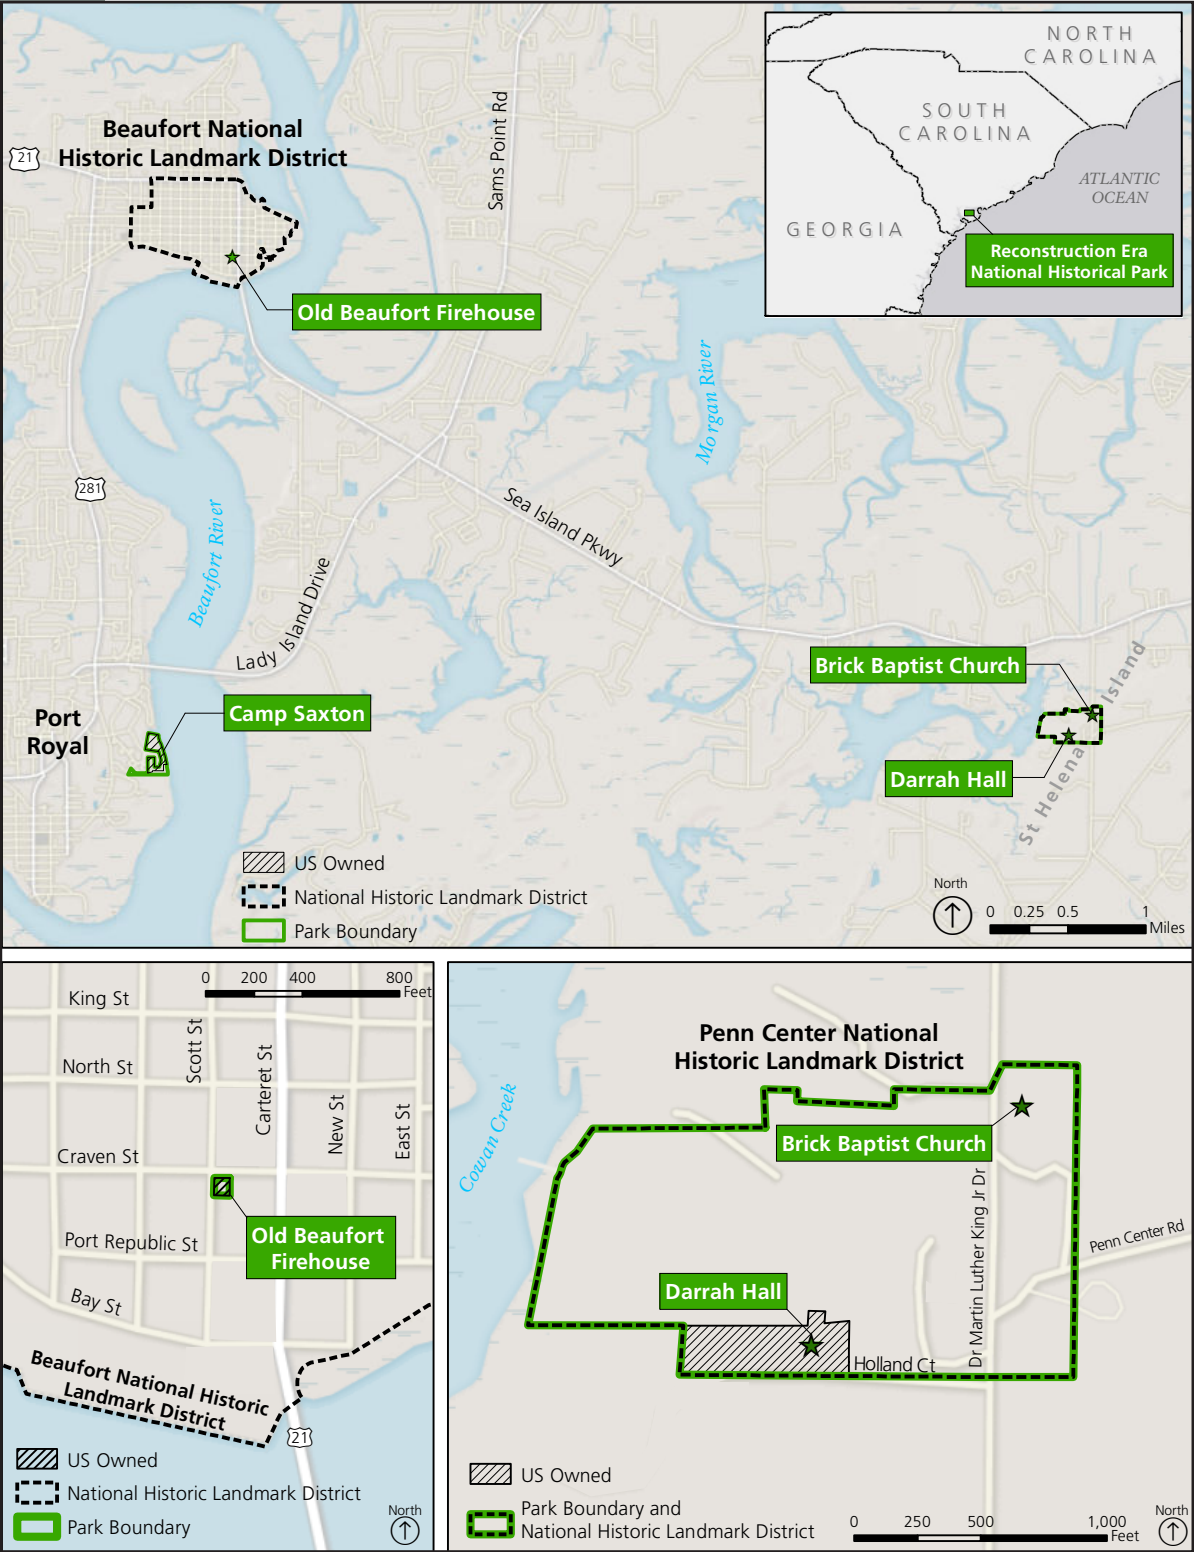 NORTH
CAROLINA
SOUTH
CAROLINA
ATLANTIC
OCEAN
GEORGIA
Reconstruction Era
National Historical Park
Beaufort National
Historic Landmark District
21
Sams Point Rd
Old Beaufort Firehouse
Morgan River
281
Sea Island Pkwy
Beaufort River
Lady Island Drive
Brick Baptist Church
St Helena Island
Camp Saxton
Port
Royal
Darrah Hall
US Owned
National Historic Landmark District
Park Boundary
North
0 0.25 0.5 1
Miles
0 200 400 800
Feet
King St
Scott St
North St
Carteret St
New St
East St
Craven St
Old Beaufort
Firehouse
Port Republic St
Bay St
Beaufort National Historic
Landmark District
21
US Owned
National Historic Landmark District
Park Boundary
North
Penn Center National
Historic Landmark District
Cowan Creek
Brick Baptist Church
Dr Martin Luther King Jr Dr
Penn Center Rd
Darrah Hall
Holland Ct
US Owned
Park Boundary and
National Historic Landmark District
0 250 500 1,000
Feet
North